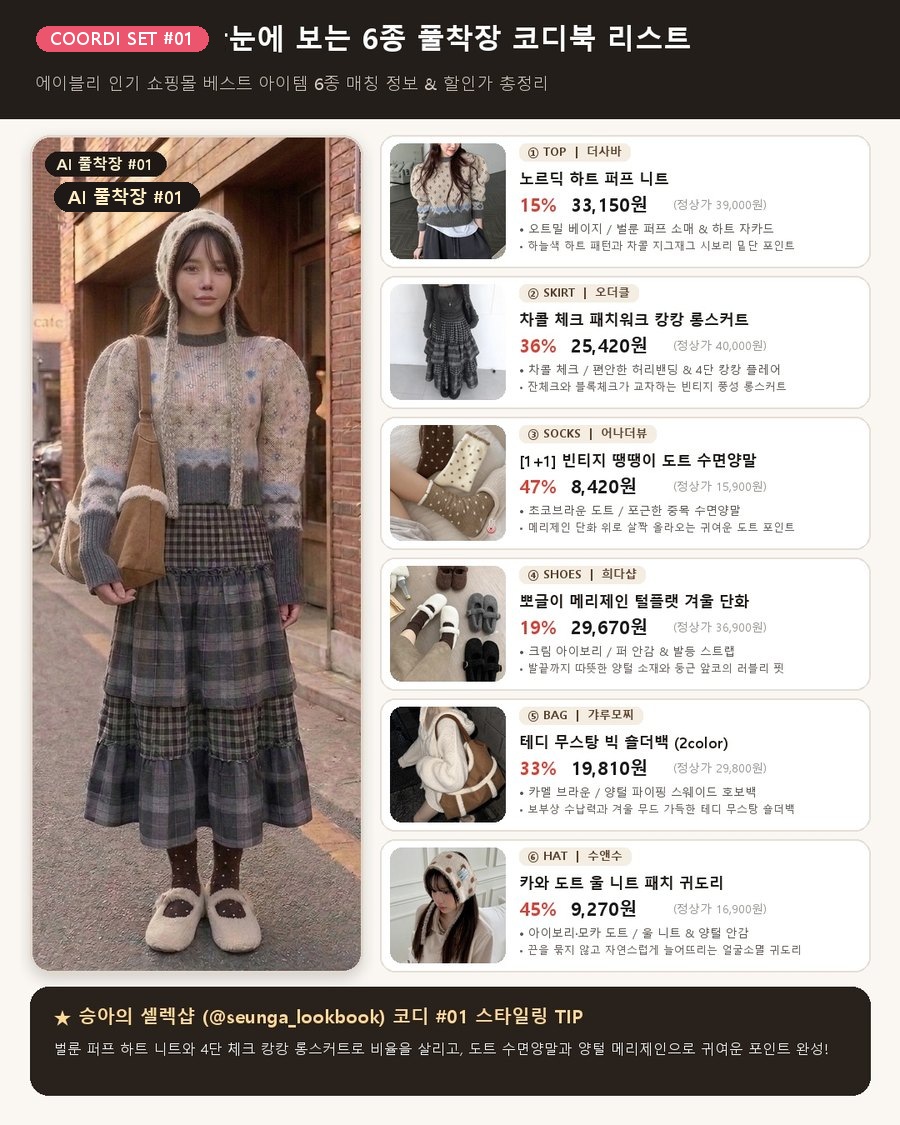 COORDI SET #01
·눈에 보는 6종 풀착장 코디북 리스트
에이블리 인기 쇼핑몰 베스트 아이템 6종 매칭 정보 & 할인가 총정리
AI 풀착장 #01
AI 풀착장 #01
cate
① TOP | 더사바
노르딕 하트 퍼프 니트
15% 33,150원 (정상가 39,000원)
• 오트밀 베이지 / 벌룬 퍼프 소매 & 하트 자카드
• 하늘색 하트 패턴과 차콜 지그재그 시보리 밑단 포인트
② SKIRT | 오더클
차콜 체크 패치워크 캉캉 롱스커트
36% 25,420원 (정상가 40,000원)
• 차콜 체크 / 편안한 허리밴딩 & 4단 캉캉 플레어
• 잔체크와 블록체크가 교차하는 빈티지 풍성 롱스커트
③ SOCKS | 어나더뷰
[1+1] 빈티지 땡땡이 도트 수면양말
47% 8,420원 (정상가 15,900원)
• 초코브라운 도트 / 포근한 중목 수면양말
• 메리제인 단화 위로 살짝 올라오는 귀여운 도트 포인트
④ SHOES | 희다샵
뽀글이 메리제인 털플랫 겨울 단화
19% 29,670원 (정상가 36,900원)
• 크림 아이보리 / 퍼 안감 & 발등 스트랩
• 발끝까지 따뜻한 양털 소재와 둥근 앞코의 러블리 핏
⑤ BAG | 갸루모찌
테디 무스탕 빅 숄더백 (2color)
33% 19,810원 (정상가 29,800원)
• 카멜 브라운 / 양털 파이핑 스웨이드 호보백
• 보부상 수납력과 겨울 무드 가득한 테디 무스탕 숄더백
⑥ HAT | 수앤수
카와 도트 울 니트 패치 귀도리
45% 9,270원 (정상가 16,900원)
• 아이보리·모카 도트 / 울 니트 & 양털 안감
• 끈을 묶지 않고 자연스럽게 늘어뜨리는 얼굴소멸 귀도리
★ 승아의 셀렉샵 (@seunga_lookbook) 코디 #01 스타일링 TIP
벌룬 퍼프 하트 니트와 4단 체크 캉캉 롱스커트로 비율을 살리고, 도트 수면양말과 양털 메리제인으로 귀여운 포인트 완성!